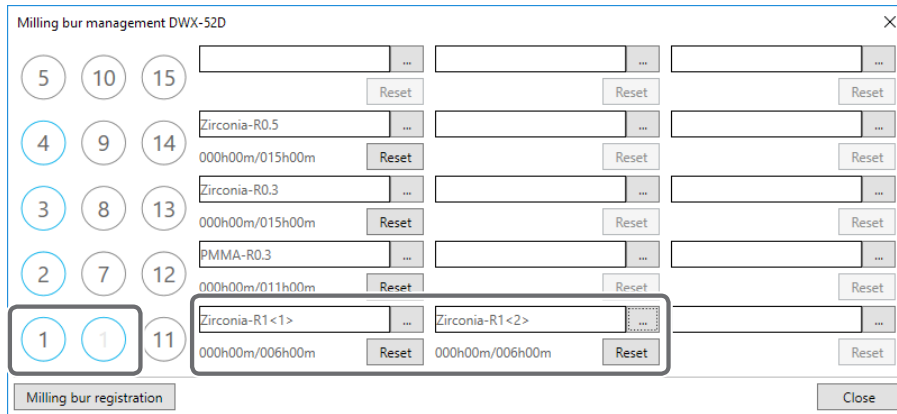 Milling bur management DWX-52D
5 10 15 ... ... ...
Reset Reset Reset
4 9 14 Zirconia-R0.5 ... ... ...
000h00m/015h00m Reset Reset Reset
3 8 13 Zirconia-R0.3 ... ... ...
000h00m/015h00m Reset Reset Reset
2 7 12 PMMA-R0.3 ... ... ...
000h00m/011h00m Reset Reset Reset
1 1 11 Zirconia-R1<1> ... Zirconia-R1<2> ... ...
000h00m/006h00m Reset 000h00m/006h00m Reset Reset
Milling bur registration Close